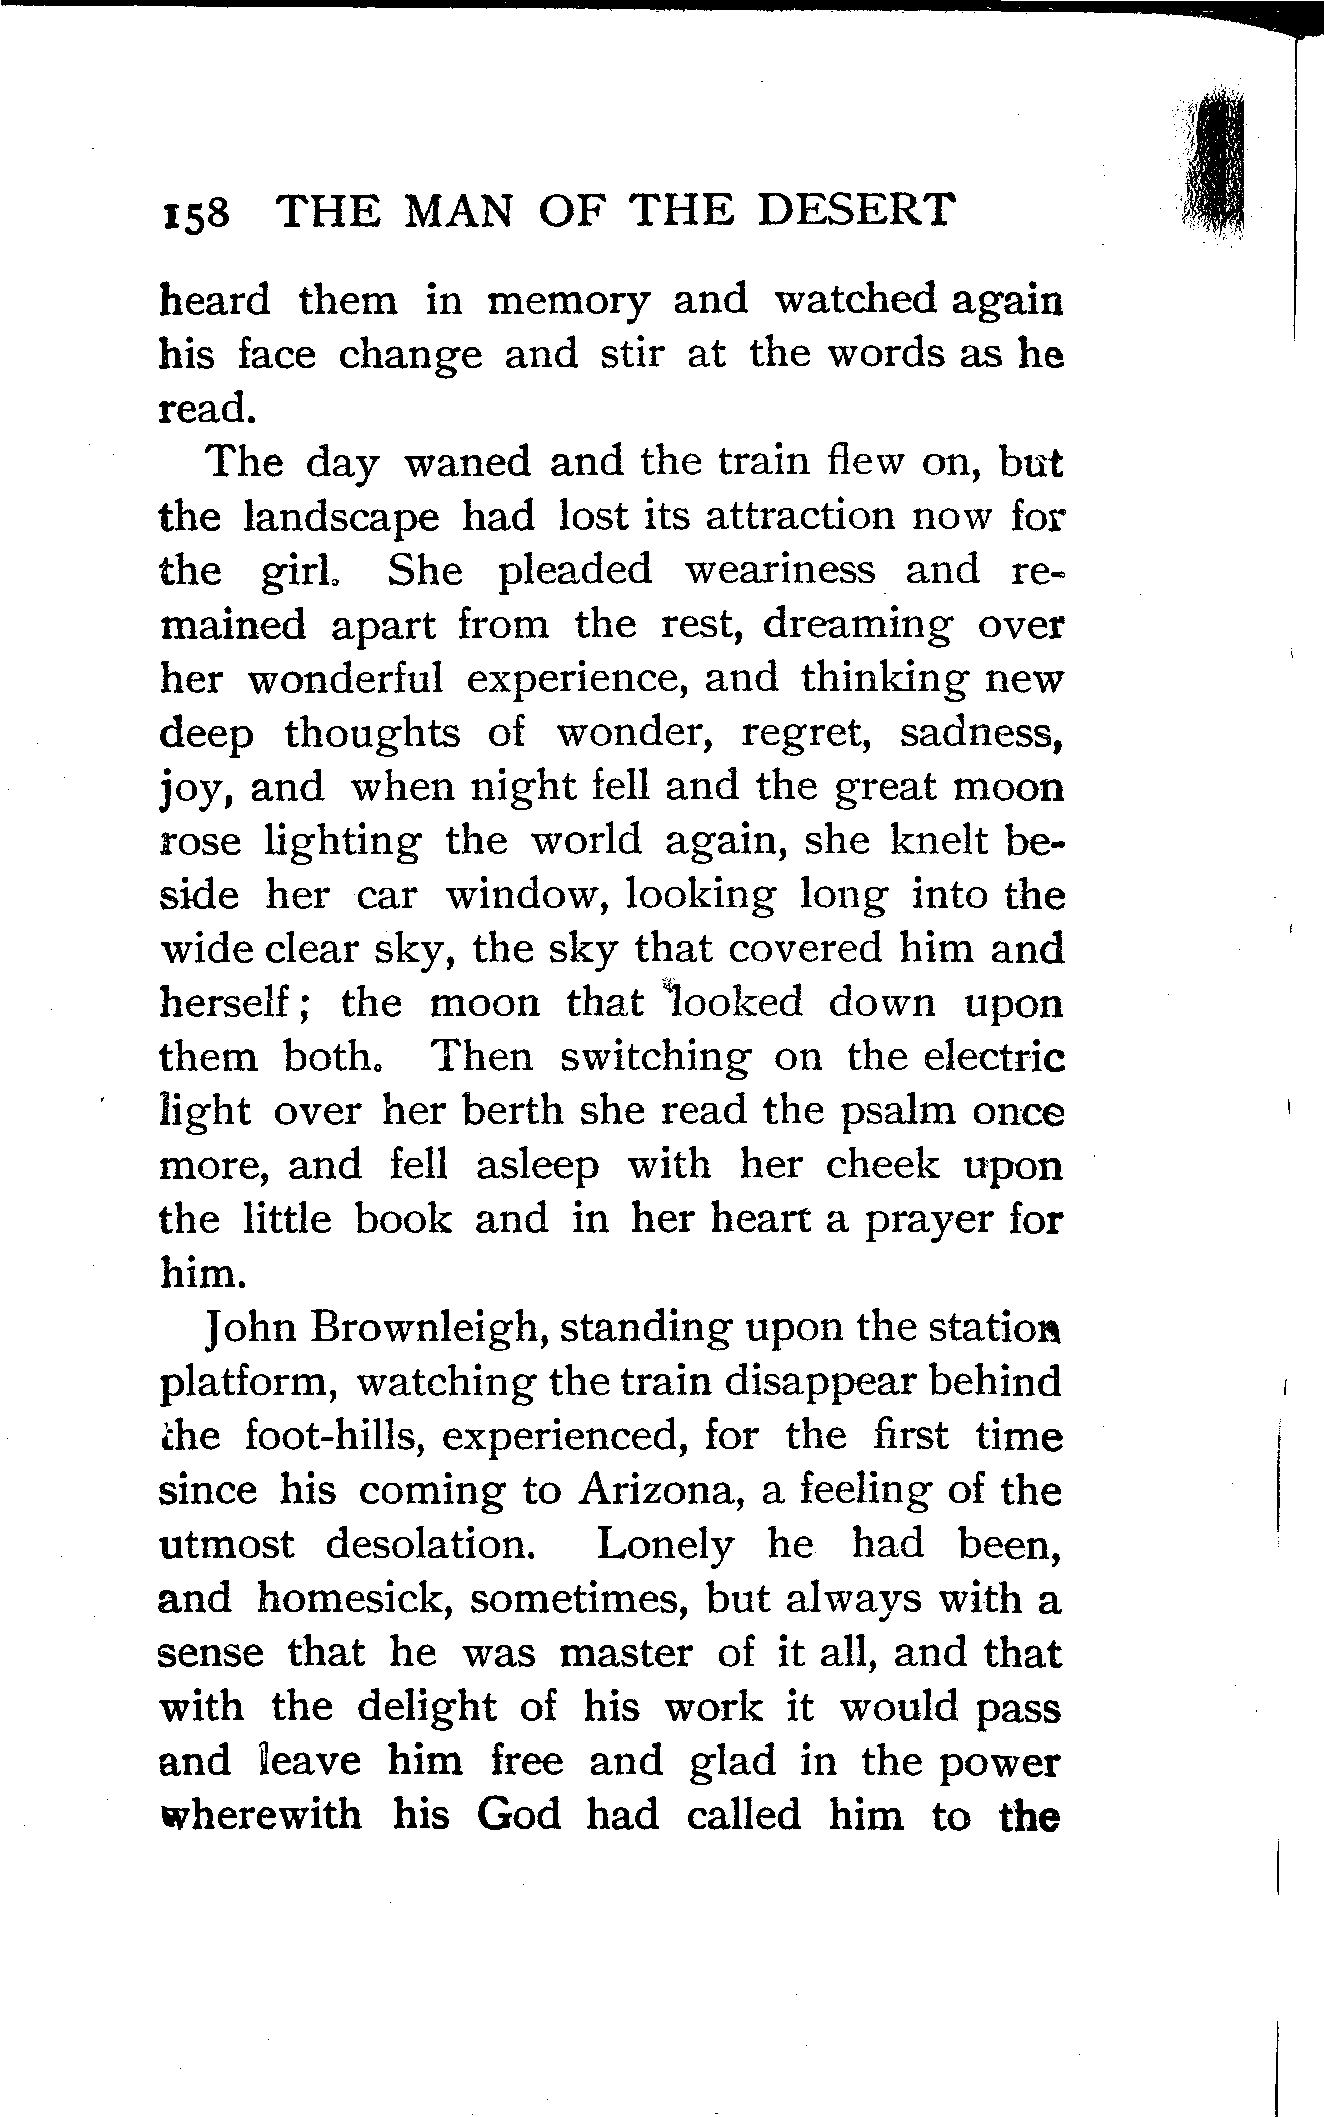 158 THE MAN OF THE DESERT
heard them in memory and watched again
his face change and stir at the words as he
read.
The day waned and the train flew on, but
the landscape had lost its attraction now for
the girl. She pleaded weariness and re-
mained apart from the rest, dreaming over
her wonderful experience, and thinking new
deep thoughts of wonder, regret, sadness,
joy, and when night fell and the great moon
rose lighting the world again, she knelt be-
side her car window, looking long into the
wide clear sky, the sky that covered him and
herself; the moon that looked down upon
them both. Then switching on the electric
light over her berth she read the psalm once
more, and fell asleep with her cheek upon
the little book and in her heart a prayer for
him.
John Brownleigh, standing upon the station
platform, watching the train disappear behind
the foot-hills, experienced, for the first time
since his coming to Arizona, a feeling of the
utmost desolation. Lonely he had been,
and homesick, sometimes, but always with a
sense that he was master of it all, and that
with the delight of his work it would pass
and leave him free and glad in the power
wherewith his God had called him to the